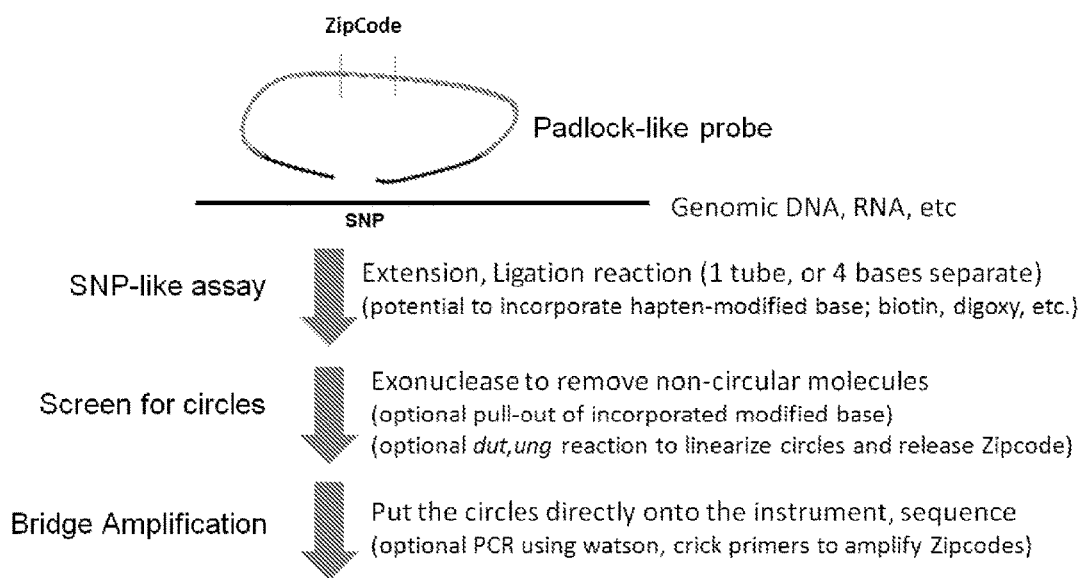 ZipCode
Padlock-like probe
Genomic DNA, RNA, etc
SNP
SNP-like assay
Extension, Ligation reaction (1 tube, or 4 bases separate)
(potential to incorporate hapten-modified base; biotin, digoxy, etc.)
Screen for circles
Exonuclease to remove non-circular molecules
(optional pull-out of incorporated modified base)
(optional dut,ung reaction to linearize circles and release Zipcode)
Bridge Amplification
Put the circles directly onto the instrument, sequence
(optional PCR using watson, crick primers to amplify Zipcodes)